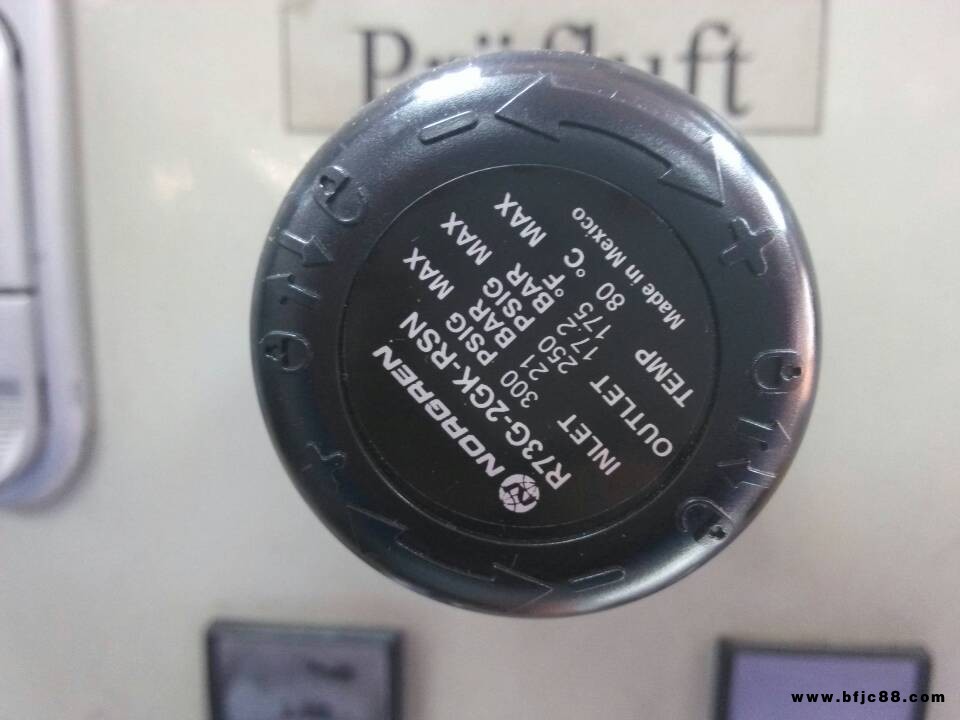 Prüfluft
NORGREN
R73G-2GK-RSN
INLET 300 PSIG MAX
21 BAR
OUTLET 250 PSIG MAX
17.2 BAR
TEMP 175 °F MAX
80 °C
Made in Mexico
www.bfjc88.com